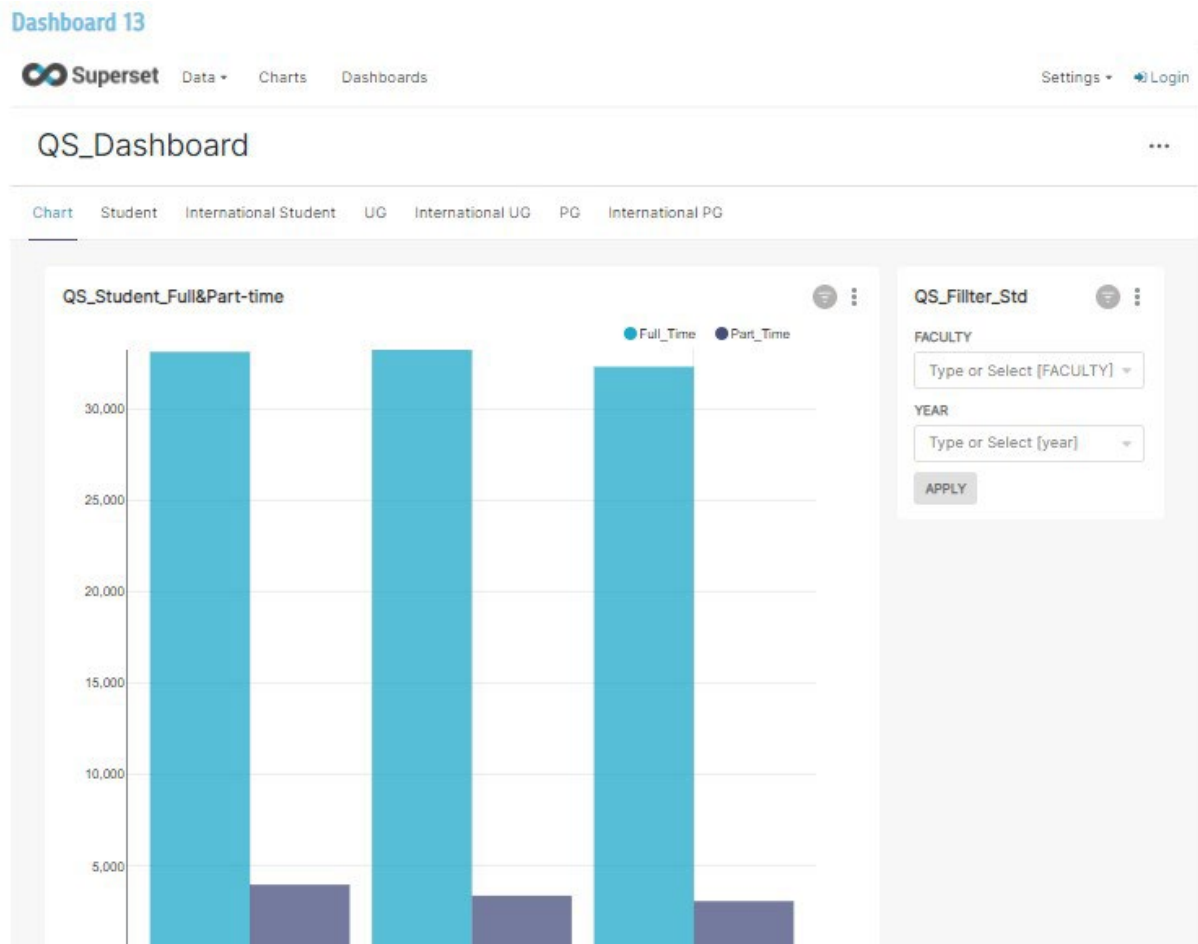 Dashboard 13
Superset Data Charts Dashboards Settings Login
QS_Dashboard
...
Chart Student International Student UG International UG PG International PG
QS_Student_Full&Part-time
Full_Time Part_Time
30,000
25,000
20,000
15,000
10,000
5,000
QS_Fillter_Std
FACULTY
Type or Select [FACULTY]
YEAR
Type or Select [year]
APPLY